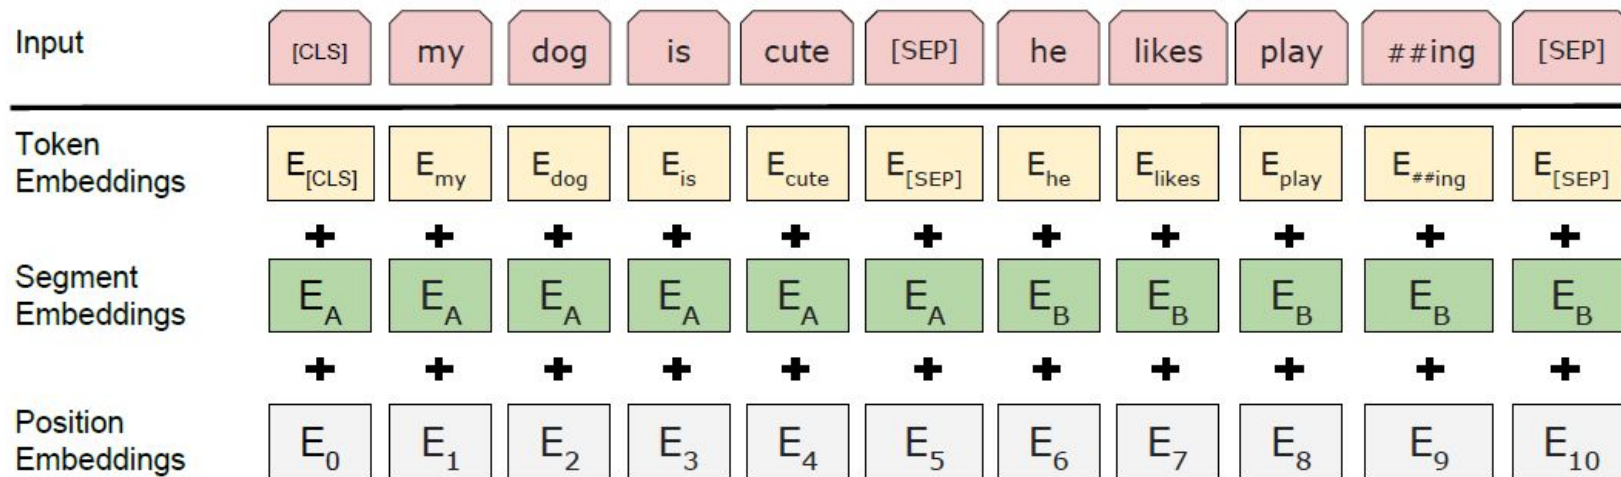 Input [CLS] my dog is cute [SEP] he likes play ##ing [SEP]
Token
Embeddings E[CLS] Emy Edog Eis Ecute E[SEP] Ehe Elikes Eplay E##ing E[SEP]
+ + + + + + + + + + +
Segment
Embeddings EA EA EA EA EA EA EB EB EB EB EB
+ + + + + + + + + + +
Position
Embeddings E0 E1 E2 E3 E4 E5 E6 E7 E8 E9 E10